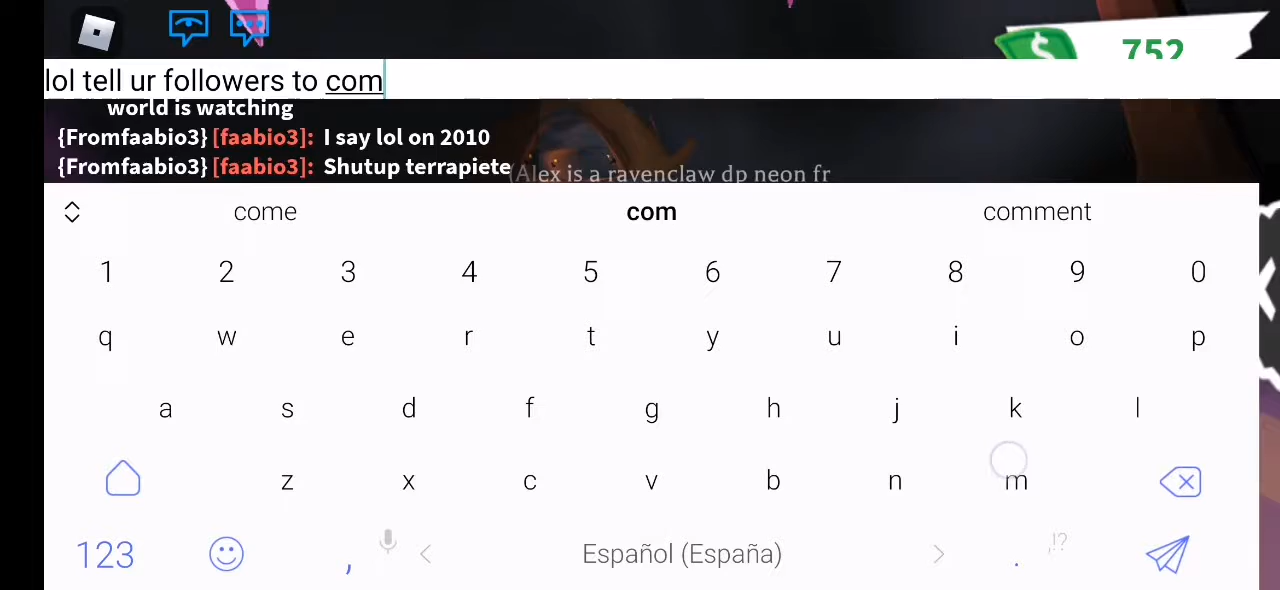 752
lol tell ur followers to com
world is watching
{Fromfaabio3} [faabio3]: I say lol on 2010
{Fromfaabio3} [faabio3]: Shutup terrapiete
(Alex is a ravenclaw dp neon fr
come com comment
1 2 3 4 5 6 7 8 9 0
q w e r t y u i o p
a s d f g h j k l
z x c v b n m
123 , Español (España) . ,!?